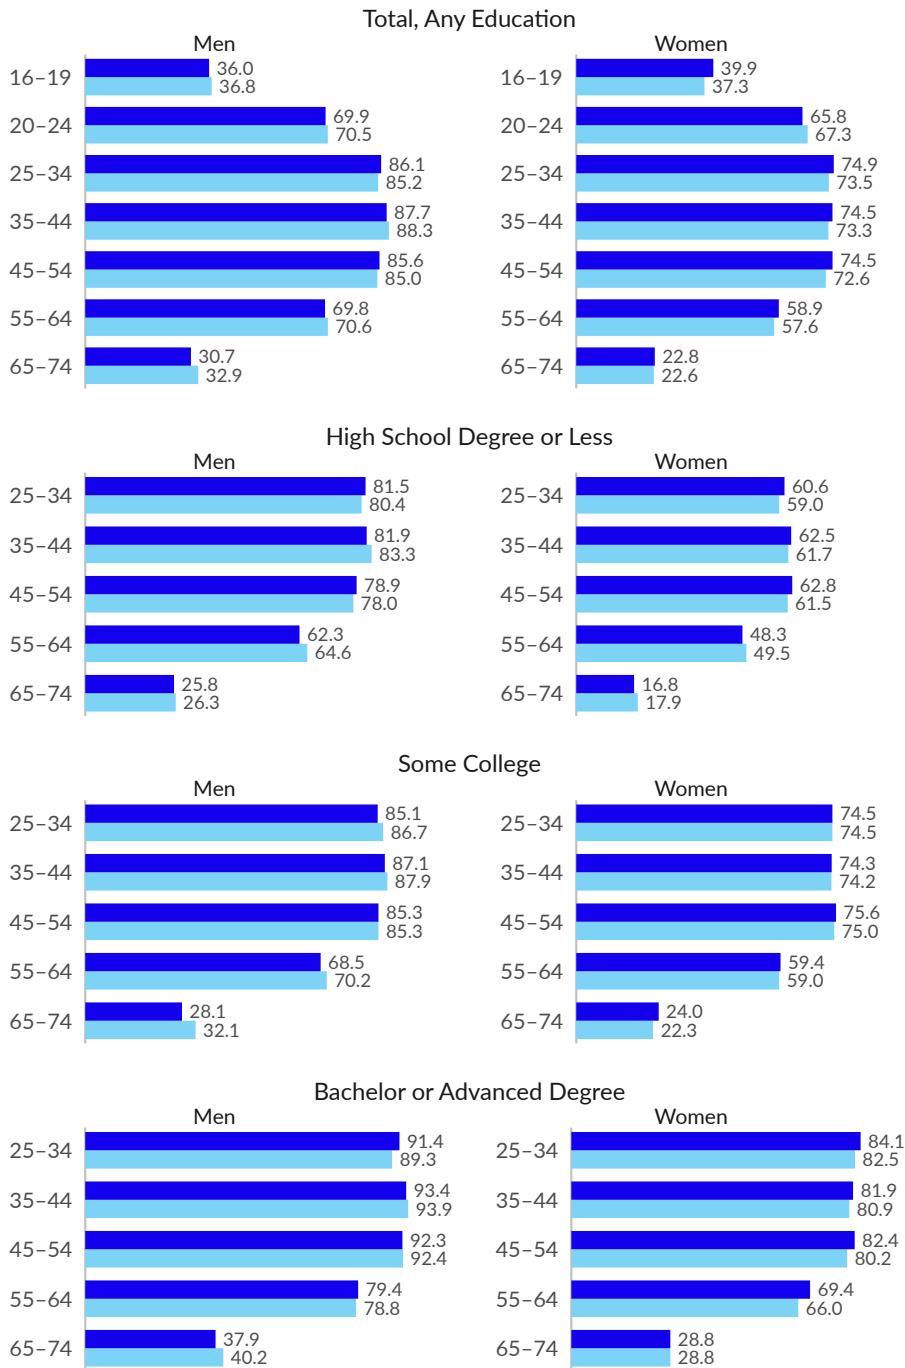 Total, Any Education
Men
Women
16–19 36.0 36.8
16–19 39.9 37.3
20–24 69.9 70.5
20–24 65.8 67.3
25–34 86.1 85.2
25–34 74.9 73.5
35–44 87.7 88.3
35–44 74.5 73.3
45–54 85.6 85.0
45–54 74.5 72.6
55–64 69.8 70.6
55–64 58.9 57.6
65–74 30.7 32.9
65–74 22.8 22.6
High School Degree or Less
Men
Women
25–34 81.5 80.4
25–34 60.6 59.0
35–44 81.9 83.3
35–44 62.5 61.7
45–54 78.9 78.0
45–54 62.8 61.5
55–64 62.3 64.6
55–64 48.3 49.5
65–74 25.8 26.3
65–74 16.8 17.9
Some College
Men
Women
25–34 85.1 86.7
25–34 74.5 74.5
35–44 87.1 87.9
35–44 74.3 74.2
45–54 85.3 85.3
45–54 75.6 75.0
55–64 68.5 70.2
55–64 59.4 59.0
65–74 28.1 32.1
65–74 24.0 22.3
Bachelor or Advanced Degree
Men
Women
25–34 91.4 89.3
25–34 84.1 82.5
35–44 93.4 93.9
35–44 81.9 80.9
45–54 92.3 92.4
45–54 82.4 80.2
55–64 79.4 78.8
55–64 69.4 66.0
65–74 37.9 40.2
65–74 28.8 28.8